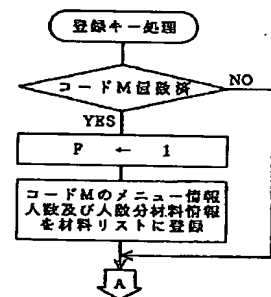 登録キー処理
コードM個数済
NO
YES
F ← 1
コードMのメニュー情報
人数及び人数分材料情報
を材料リストに登録
A